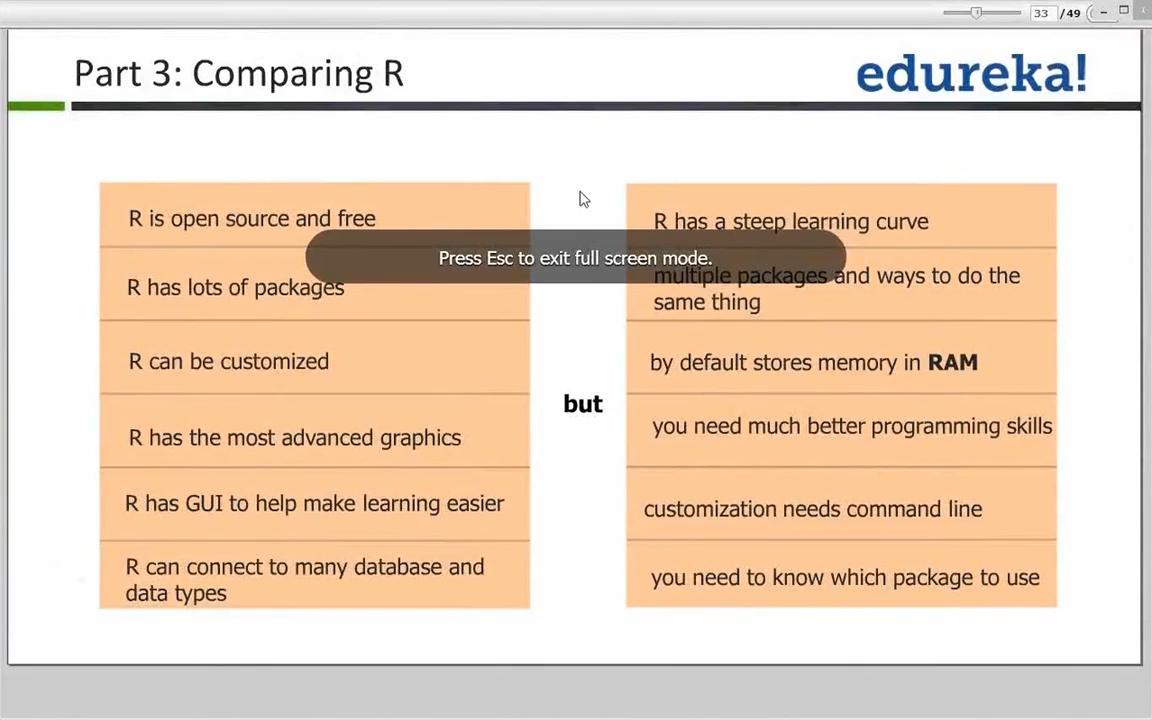 33 /49
Part 3: Comparing R
edureka!
R is open source and free
R has a steep learning curve
Press Esc to exit full screen mode.
R has lots of packages
multiple packages and ways to do the
same thing
R can be customized
by default stores memory in RAM
but
R has the most advanced graphics
you need much better programming skills
R has GUI to help make learning easier
customization needs command line
R can connect to many database and
data types
you need to know which package to use